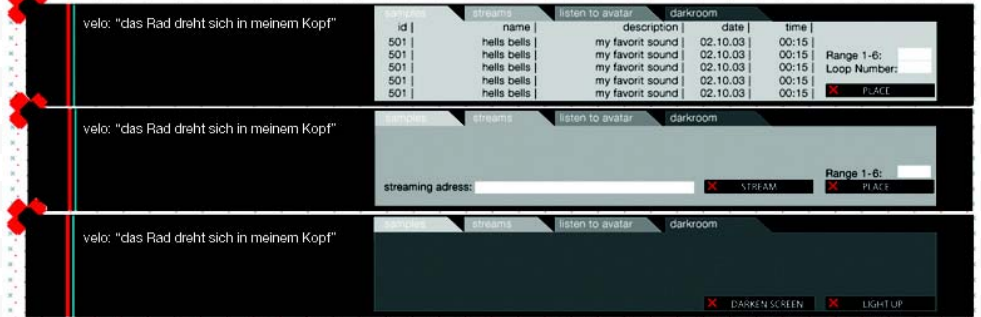 samples streams listen to avatar darkroom
velo: "das Rad dreht sich in meinem Kopf"
id | name | description | date | time |
501 | hells bells | my favorit sound | 02.10.03 | 00:15 |
501 | hells bells | my favorit sound | 02.10.03 | 00:15 | Range 1-6:
501 | hells bells | my favorit sound | 02.10.03 | 00:15 | Loop Number:
501 | hells bells | my favorit sound | 02.10.03 | 00:15 |
501 | hells bells | my favorit sound | 02.10.03 | 00:15 | PLACE
samples streams listen to avatar darkroom
velo: "das Rad dreht sich in meinem Kopf"
Range 1-6:
streaming adress: STREAM PLACE
samples streams listen to avatar darkroom
velo: "das Rad dreht sich in meinem Kopf"
DARKEN SCREEN LIGHT UP